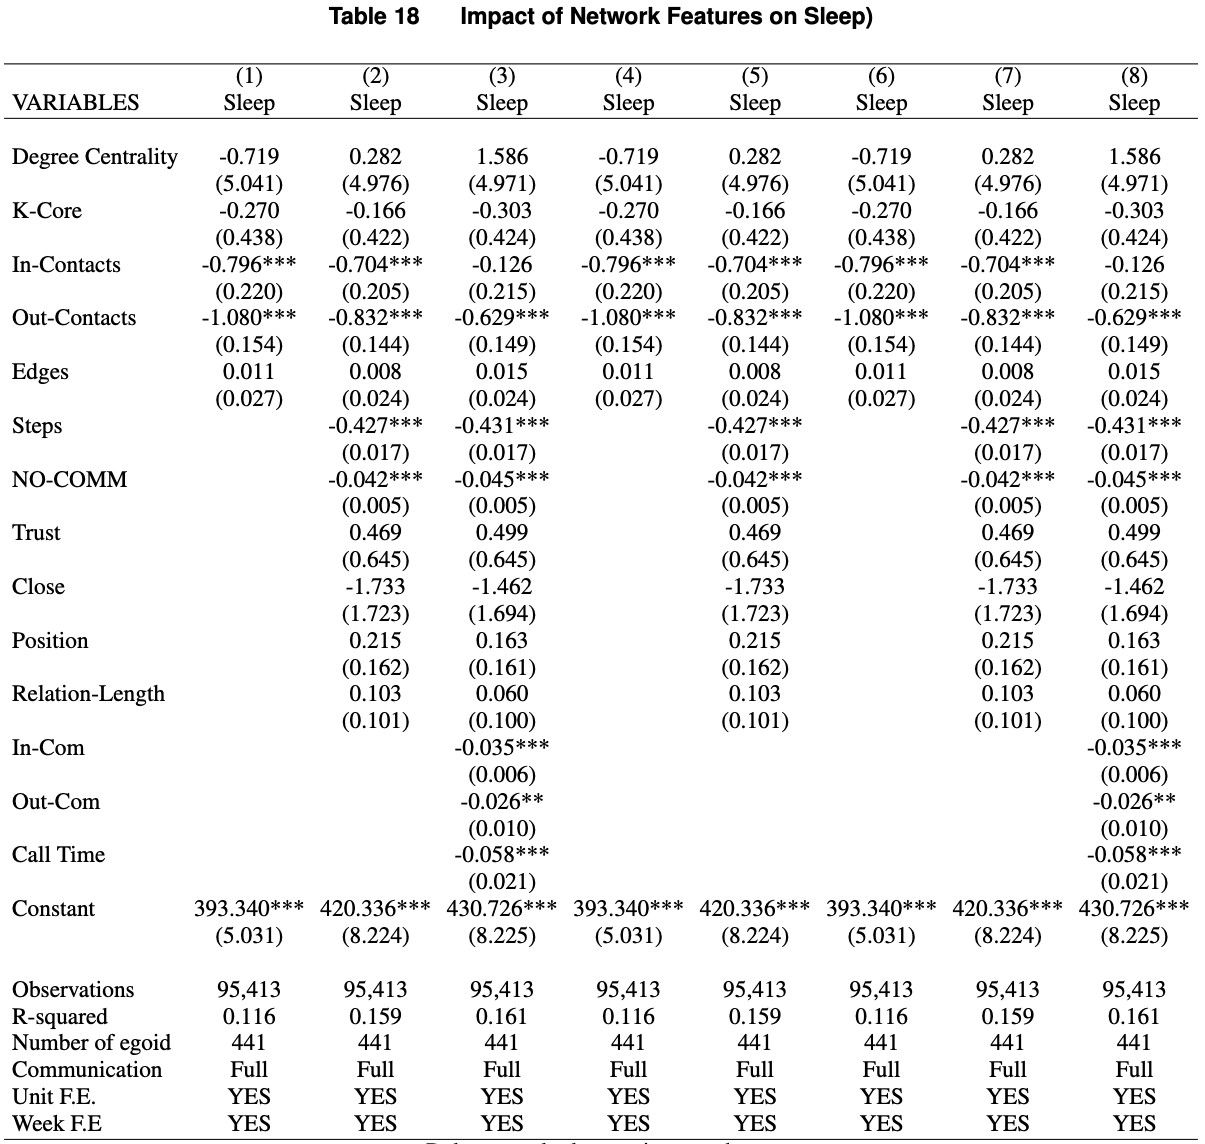 Table 18 Impact of Network Features on Sleep)
(1) (2) (3) (4) (5) (6) (7) (8)
VARIABLES Sleep Sleep Sleep Sleep Sleep Sleep Sleep Sleep
Degree Centrality -0.719 0.282 1.586 -0.719 0.282 -0.719 0.282 1.586
(5.041) (4.976) (4.971) (5.041) (4.976) (5.041) (4.976) (4.971)
K-Core -0.270 -0.166 -0.303 -0.270 -0.166 -0.270 -0.166 -0.303
(0.438) (0.422) (0.424) (0.438) (0.422) (0.438) (0.422) (0.424)
In-Contacts -0.796*** -0.704*** -0.126 -0.796*** -0.704*** -0.796*** -0.704*** -0.126
(0.220) (0.205) (0.215) (0.220) (0.205) (0.220) (0.205) (0.215)
Out-Contacts -1.080*** -0.832*** -0.629*** -1.080*** -0.832*** -1.080*** -0.832*** -0.629***
(0.154) (0.144) (0.149) (0.154) (0.144) (0.154) (0.144) (0.149)
Edges 0.011 0.008 0.015 0.011 0.008 0.011 0.008 0.015
(0.027) (0.024) (0.024) (0.027) (0.024) (0.027) (0.024) (0.024)
Steps -0.427*** -0.431*** -0.427*** -0.427*** -0.431***
(0.017) (0.017) (0.017) (0.017) (0.017)
NO-COMM -0.042*** -0.045*** -0.042*** -0.042*** -0.045***
(0.005) (0.005) (0.005) (0.005) (0.005)
Trust 0.469 0.499 0.469 0.469 0.499
(0.645) (0.645) (0.645) (0.645) (0.645)
Close -1.733 -1.462 -1.733 -1.733 -1.462
(1.723) (1.694) (1.723) (1.723) (1.694)
Position 0.215 0.163 0.215 0.215 0.163
(0.162) (0.161) (0.162) (0.162) (0.161)
Relation-Length 0.103 0.060 0.103 0.103 0.060
(0.101) (0.100) (0.101) (0.101) (0.100)
In-Com -0.035*** -0.035***
(0.006) (0.006)
Out-Com -0.026** -0.026**
(0.010) (0.010)
Call Time -0.058*** -0.058***
(0.021) (0.021)
Constant 393.340*** 420.336*** 430.726*** 393.340*** 420.336*** 393.340*** 420.336*** 430.726***
(5.031) (8.224) (8.225) (5.031) (8.224) (5.031) (8.224) (8.225)
Observations 95,413 95,413 95,413 95,413 95,413 95,413 95,413 95,413
R-squared 0.116 0.159 0.161 0.116 0.159 0.116 0.159 0.161
Number of egoid 441 441 441 441 441 441 441 441
Communication Full Full Full Full Full Full Full Full
Unit F.E. YES YES YES YES YES YES YES YES
Week F.E YES YES YES YES YES YES YES YES